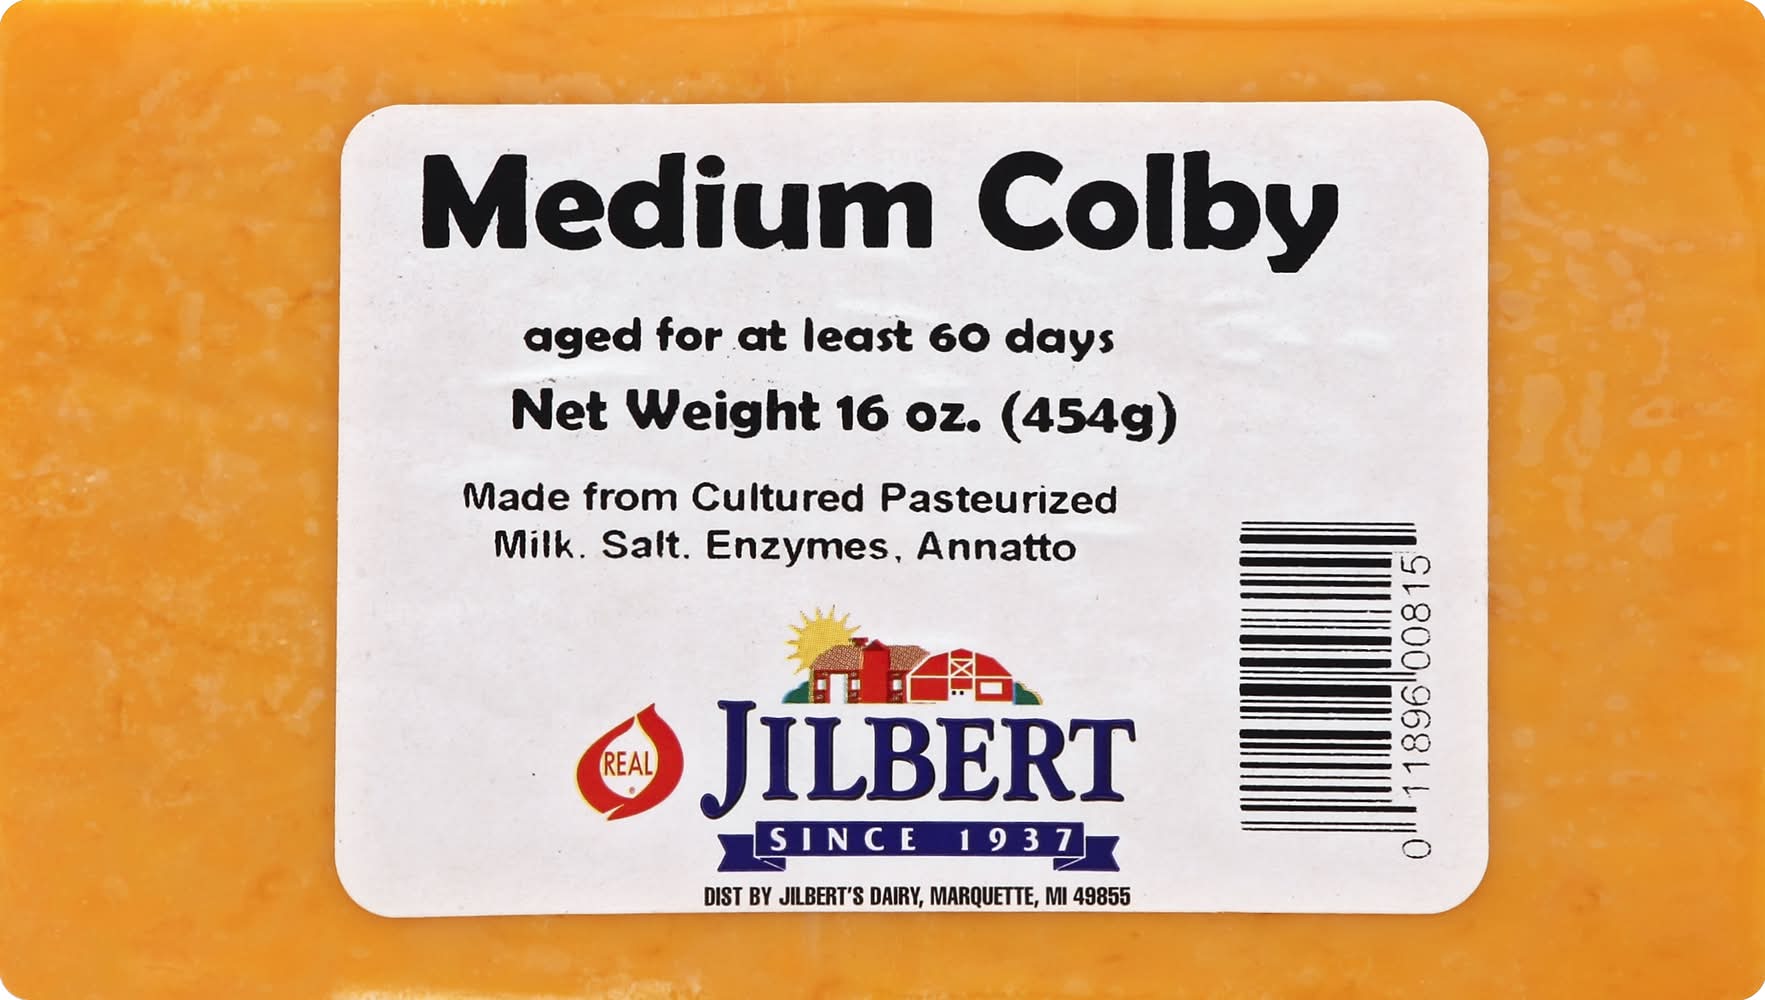 Medium Colby
aged for at least 60 days
Net Weight 16 oz. (454g)
Made from Cultured Pasteurized
Milk. Salt. Enzymes, Annatto
REAL
®
JILBERT
SINCE 1937
DIST BY JILBERT'S DAIRY, MARQUETTE, MI 49855
0 11896 00815